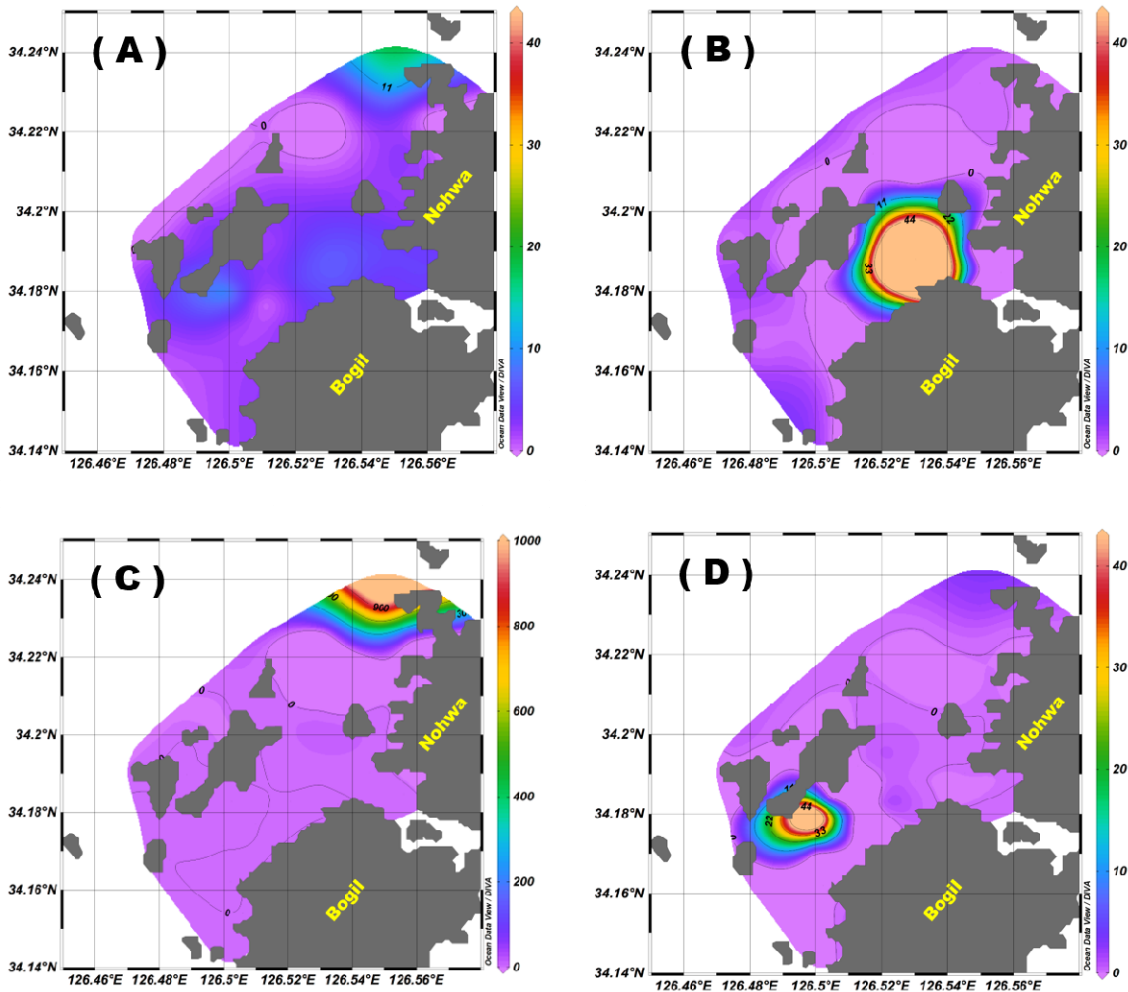 ( A )
34.24°N
34.22°N
34.2°N
34.18°N
34.16°N
34.14°N
126.46°E 126.48°E 126.5°E 126.52°E 126.54°E 126.56°E
11
0
Nohwa
Bogil
Ocean Data View / DIVA
40
30
20
10
0
( B )
34.24°N
34.22°N
34.2°N
34.18°N
34.16°N
34.14°N
126.46°E 126.48°E 126.5°E 126.52°E 126.54°E 126.56°E
0
0
11
22
44
33
Nohwa
Bogil
Ocean Data View / DIVA
40
30
20
10
0
( C )
34.24°N
34.22°N
34.2°N
34.18°N
34.16°N
34.14°N
126.46°E 126.48°E 126.5°E 126.52°E 126.54°E 126.56°E
900
0
0
0
0
Nohwa
Bogil
Ocean Data View / DIVA
1000
800
600
400
200
0
( D )
34.24°N
34.22°N
34.2°N
34.18°N
34.16°N
34.14°N
126.46°E 126.48°E 126.5°E 126.52°E 126.54°E 126.56°E
0
0
44
22
33
Nohwa
Bogil
Ocean Data View / DIVA
40
30
20
10
0